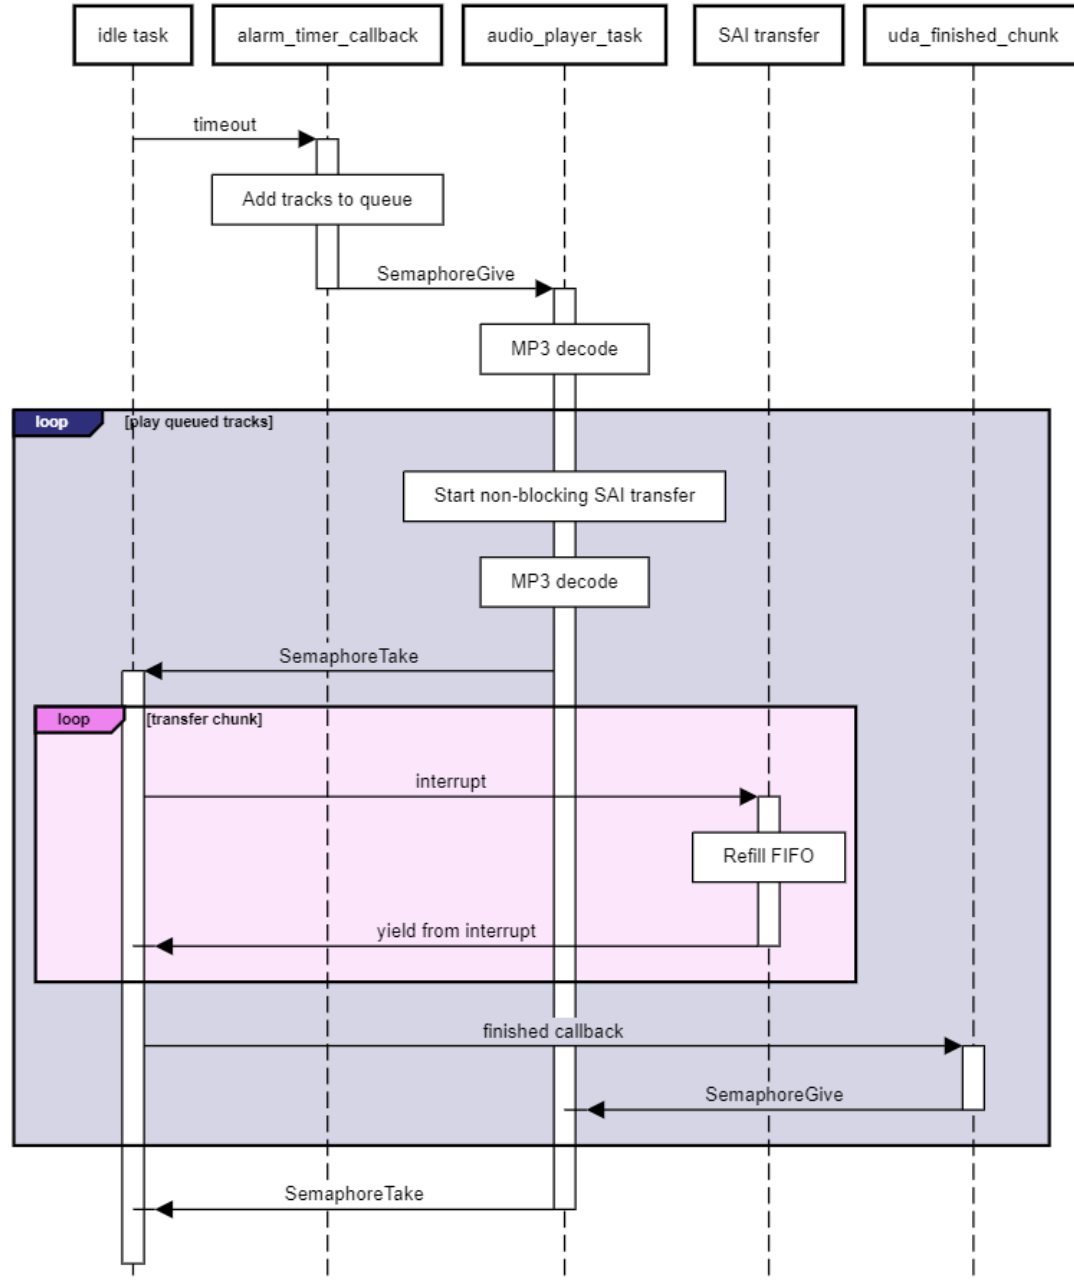 idle task
alarm_timer_callback
audio_player_task
SAI transfer
uda_finished_chunk
timeout
Add tracks to queue
SemaphoreGive
MP3 decode
loop
[play queued tracks]
Start non-blocking SAI transfer
MP3 decode
SemaphoreTake
loop
[transfer chunk]
interrupt
Refill FIFO
yield from interrupt
finished callback
SemaphoreGive
SemaphoreTake